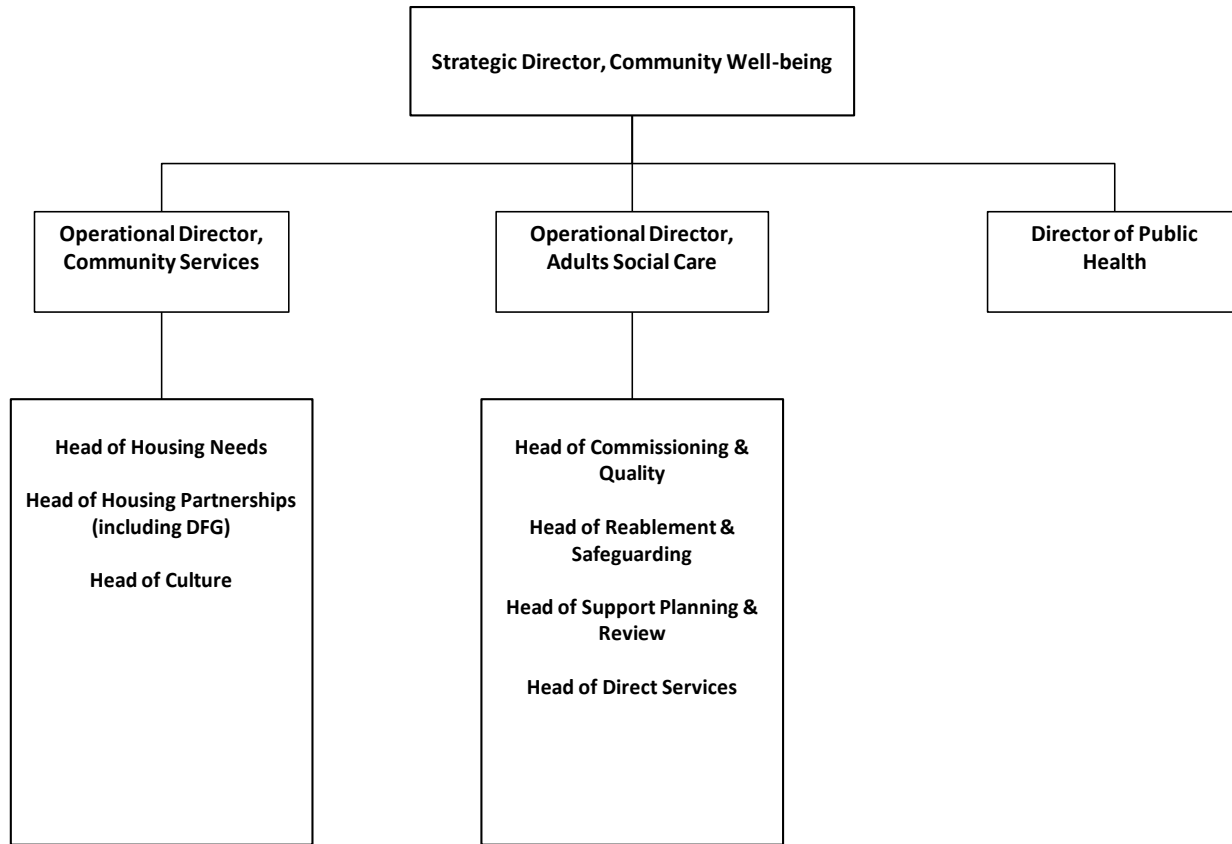 Strategic Director, Community Well-being
Operational Director,
Community Services
Operational Director,
Adults Social Care
Director of Public
Health
Head of Housing Needs
Head of Housing Partnerships
(including DFG)
Head of Culture
Head of Commissioning &
Quality
Head of Reablement &
Safeguarding
Head of Support Planning &
Review
Head of Direct Services